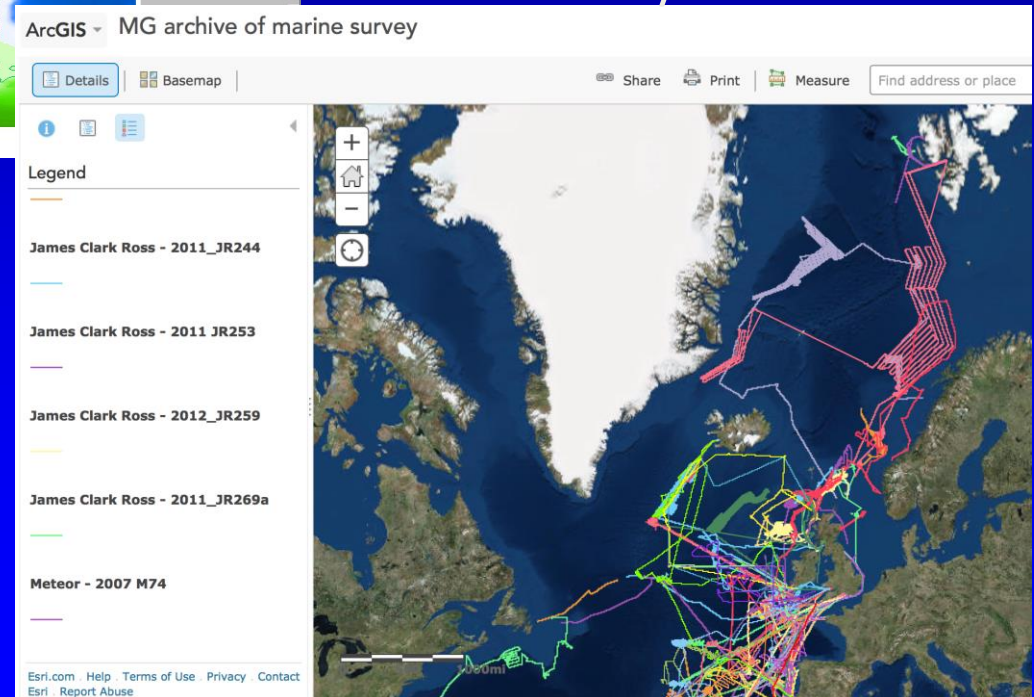 ArcGIS MG archive of marine survey
Details Basemap Share Print Measure Find address or place
Legend
James Clark Ross - 2011_JR244
James Clark Ross - 2011 JR253
James Clark Ross - 2012_JR259
James Clark Ross - 2011_JR269a
Meteor - 2007 M74
1000mi
Esri.com . Help . Terms of Use . Privacy . Contact
Esri . Report Abuse